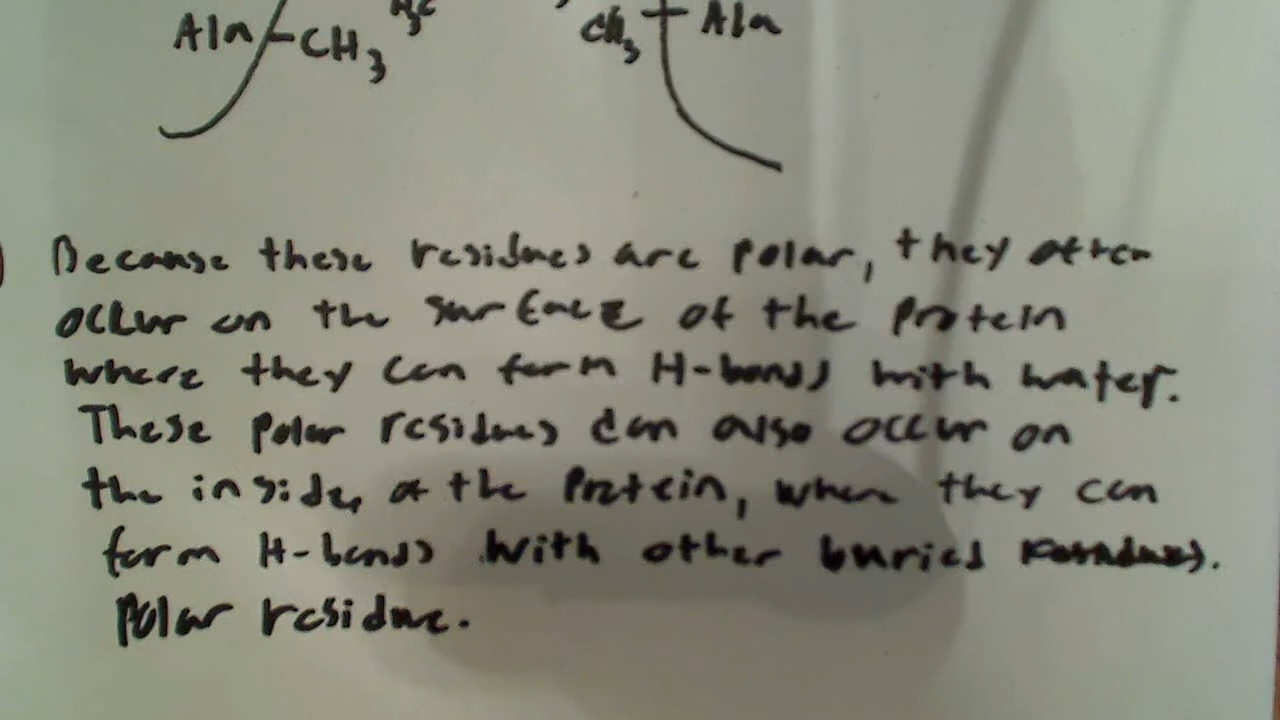 Ala CH3 H3C CH3 Ala
Because these residues are polar, they often
occur on the surface of the protein
where they can form H-bonds with water.
These polar residues can also occur on
the inside, of the protein, when they can
form H-bonds with other buried
polar residue.